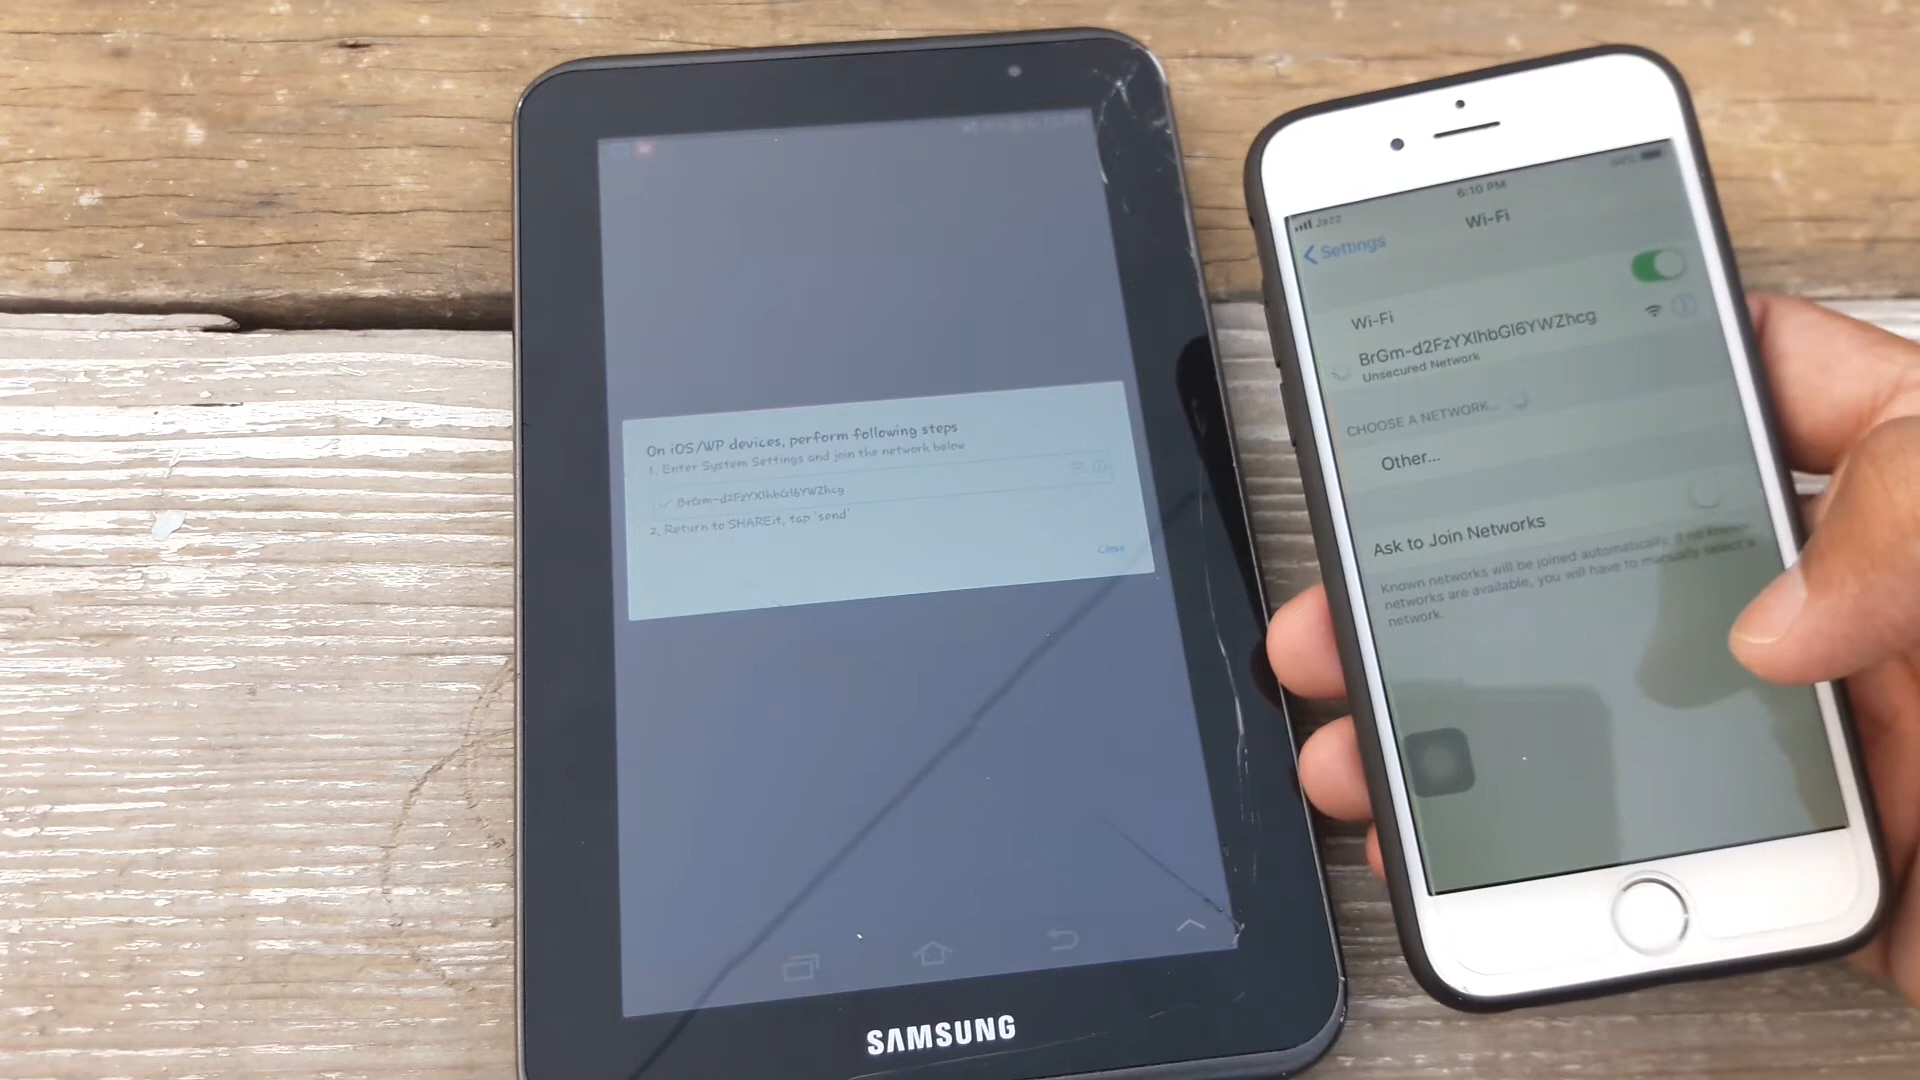 On iOS/WP devices, perform following steps
1. Enter System Settings and join the network below
BrGm-d2FzYXlhbGl6YWZhcg
2. Return to SHAREit, tap 'send'
Close
SAMSUNG
Jazz
6:10 PM
Settings
Wi-Fi
Wi-Fi
BrGm-d2FzYXlhbGl6YWZhcg
Unsecured Network
CHOOSE A NETWORK...
Other...
Ask to Join Networks
Known networks will be joined automatically. If no known
networks are available, you will have to manually select a
network.